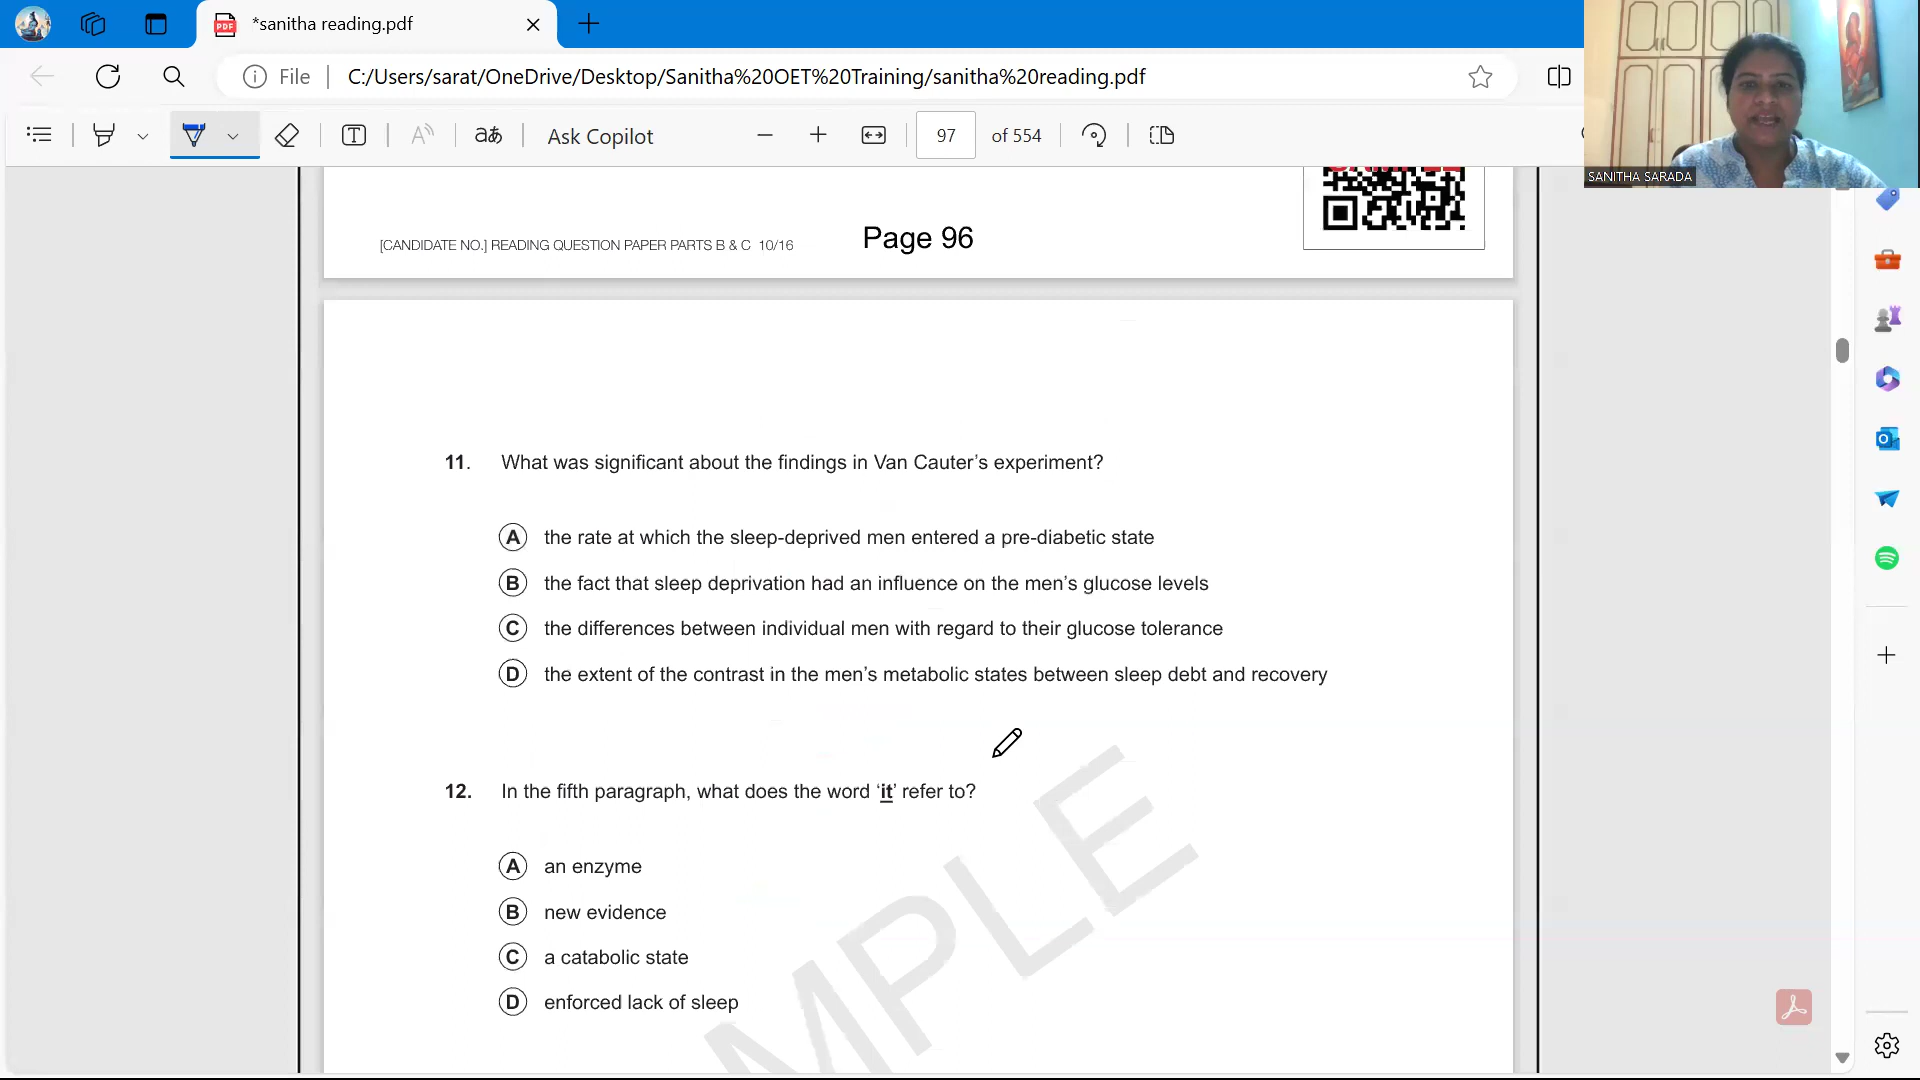 *sanitha reading.pdf
File
C:/Users/sarat/OneDrive/Desktop/Sanitha%20OET%20Training/sanitha%20reading.pdf
Ask Copilot
97 of 554
SANITHA SARADA
[CANDIDATE NO.] READING QUESTION PAPER PARTS B & C 10/16
Page 96
11. What was significant about the findings in Van Cauter’s experiment?
A the rate at which the sleep-deprived men entered a pre-diabetic state
B the fact that sleep deprivation had an influence on the men’s glucose levels
C the differences between individual men with regard to their glucose tolerance
D the extent of the contrast in the men’s metabolic states between sleep debt and recovery
12. In the fifth paragraph, what does the word ‘it’ refer to?
A an enzyme
B new evidence
C a catabolic state
D enforced lack of sleep
MPLE